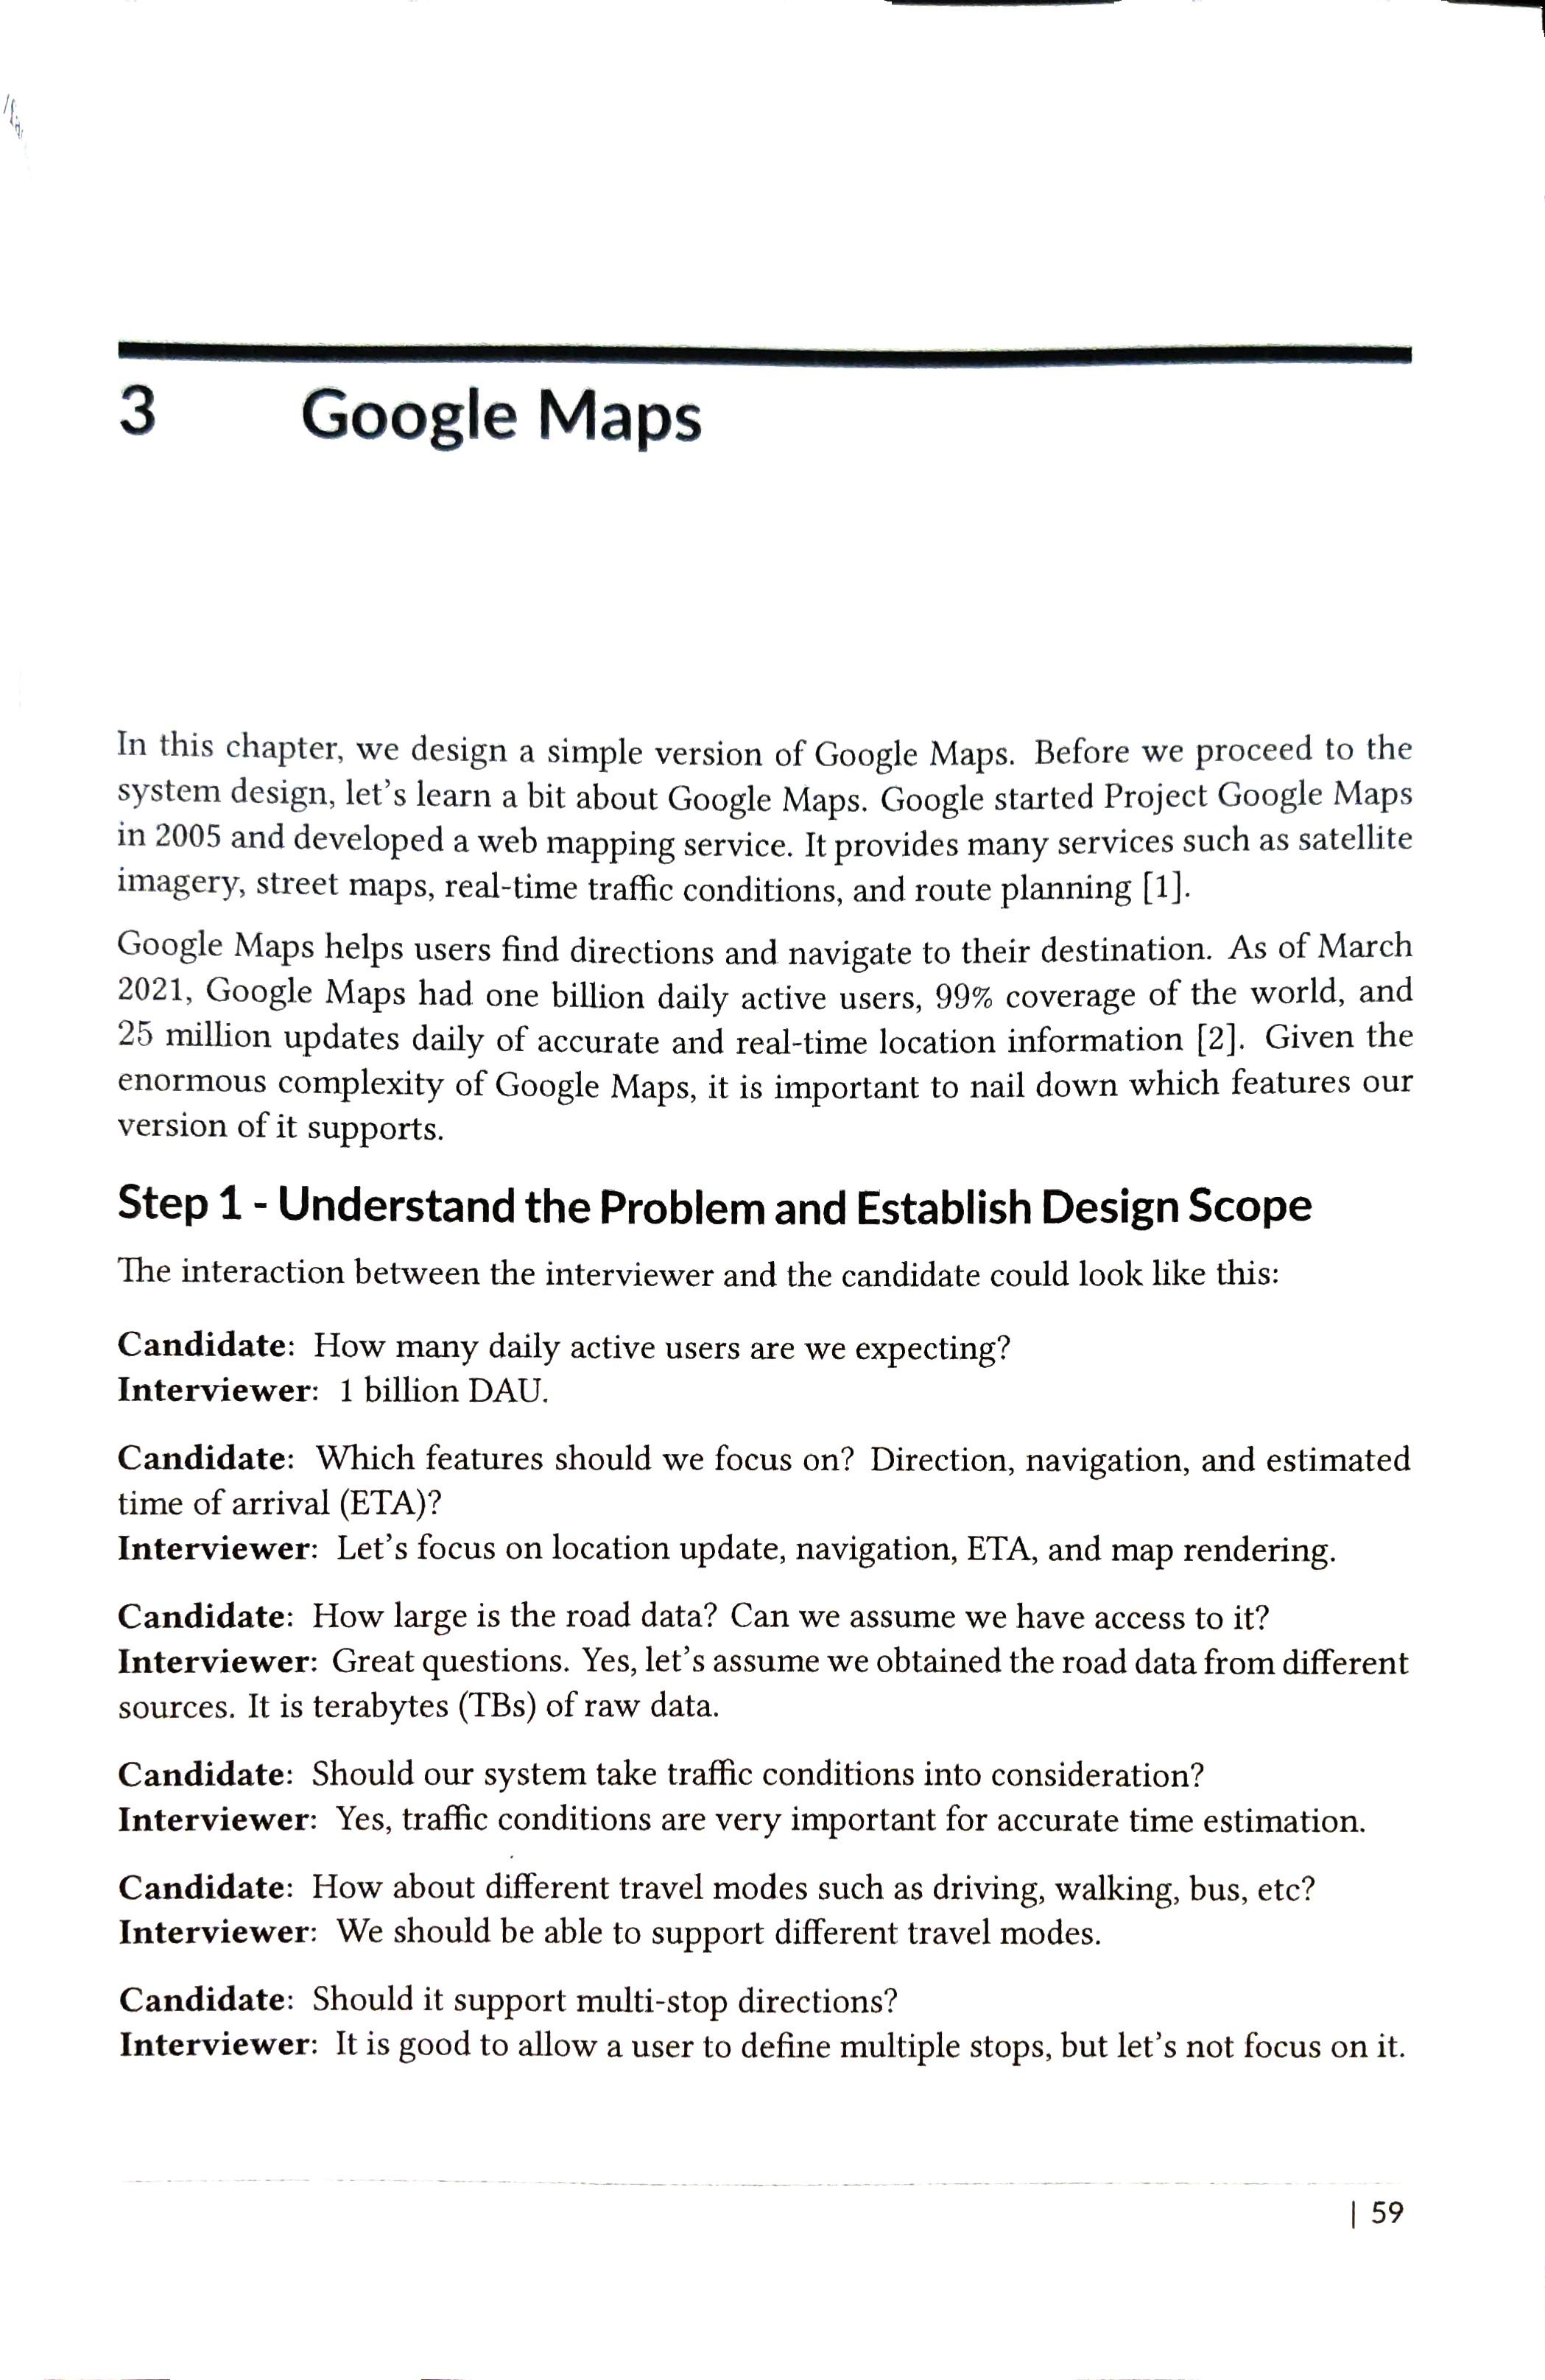 3 Google Maps
In this chapter, we design a simple version of Google Maps. Before we proceed to the
system design, let's learn a bit about Google Maps. Google started Project Google Maps
in 2005 and developed a web mapping service. It provides many services such as satellite
imagery, street maps, real-time traffic conditions, and route planning [1].
Google Maps helps users find directions and navigate to their destination. As of March
2021, Google Maps had one billion daily active users, 99% coverage of the world, and
25 million updates daily of accurate and real-time location information [2]. Given the
enormous complexity of Google Maps, it is important to nail down which features our
version of it supports.
Step 1 - Understand the Problem and Establish Design Scope
The interaction between the interviewer and the candidate could look like this:
Candidate: How many daily active users are we expecting?
Interviewer: 1 billion DAU.
Candidate: Which features should we focus on? Direction, navigation, and estimated
time of arrival (ETA)?
Interviewer: Let's focus on location update, navigation, ETA, and map rendering.
Candidate: How large is the road data? Can we assume we have access to it?
Interviewer: Great questions. Yes, let's assume we obtained the road data from different
sources. It is terabytes (TBs) of raw data.
Candidate: Should our system take traffic conditions into consideration?
Interviewer: Yes, traffic conditions are very important for accurate time estimation.
Candidate: How about different travel modes such as driving, walking, bus, etc?
Interviewer: We should be able to support different travel modes.
Candidate: Should it support multi-stop directions?
Interviewer: It is good to allow a user to define multiple stops, but let's not focus on it.
| 59